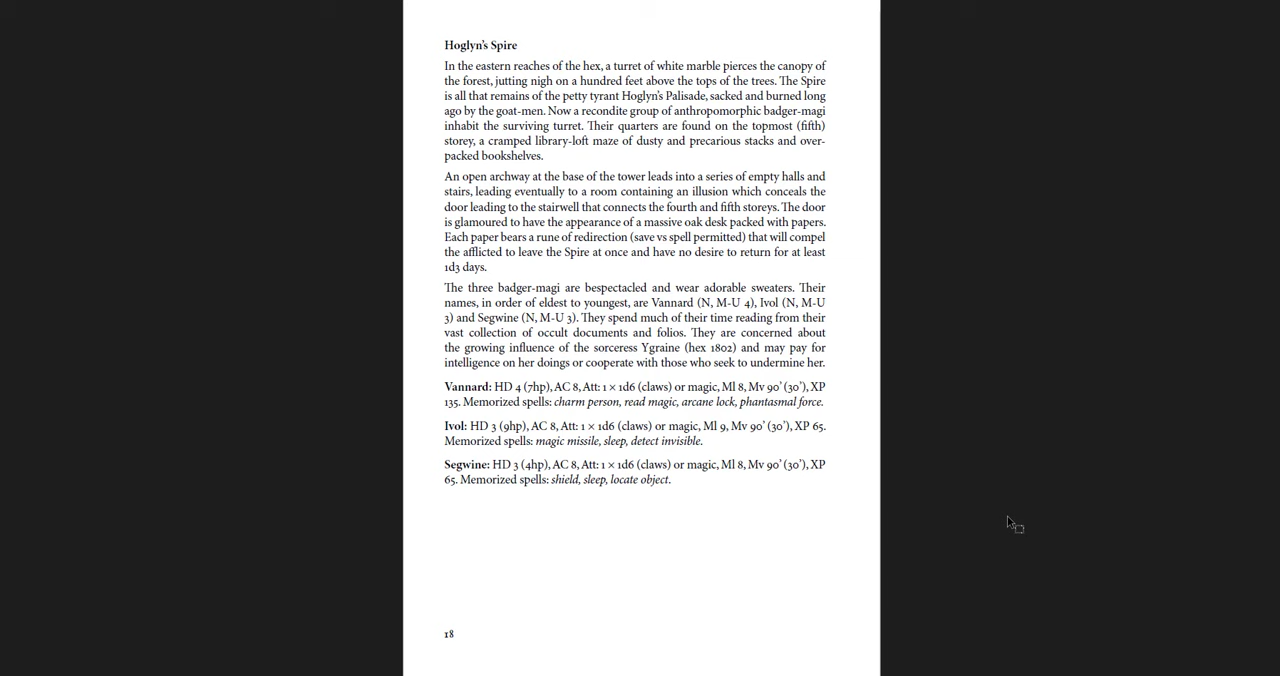 Hoglyn's Spire
In the eastern reaches of the hex, a turret of white marble pierces the canopy of
the forest, jutting nigh on a hundred feet above the tops of the trees. The Spire
is all that remains of the petty tyrant Hoglyn's Palisade, sacked and burned long
ago by the goat-men. Now a recondite group of anthropomorphic badger-magi
inhabit the surviving turret. Their quarters are found on the topmost (fifth)
storey, a cramped library-loft maze of dusty and precarious stacks and over-
packed bookshelves.
An open archway at the base of the tower leads into a series of empty halls and
stairs, leading eventually to a room containing an illusion which conceals the
door leading to the stairwell that connects the fourth and fifth storeys. The door
is glamoured to have the appearance of a massive oak desk packed with papers.
Each paper bears a rune of redirection (save vs spell permitted) that will compel
the afflicted to leave the Spire at once and have no desire to return for at least
1d3 days.
The three badger-magi are bespectacled and wear adorable sweaters. Their
names, in order of eldest to youngest, are Vannard (N, M-U 4), Ivol (N, M-U
3) and Segwine (N, M-U 3). They spend much of their time reading from their
vast collection of occult documents and folios. They are concerned about
the growing influence of the sorceress Ygraine (hex 1802) and may pay for
intelligence on her doings or cooperate with those who seek to undermine her.
Vannard: HD 4 (7hp), AC 8, Att: 1 × 1d6 (claws) or magic, Ml 8, Mv 90' (30'), XP
135. Memorized spells: charm person, read magic, arcane lock, phantasmal force.
Ivol: HD 3 (9hp), AC 8, Att: 1 × 1d6 (claws) or magic, Ml 9, Mv 90' (30'), XP 65.
Memorized spells: magic missile, sleep, detect invisible.
Segwine: HD 3 (4hp), AC 8, Att: 1 × 1d6 (claws) or magic, Ml 8, Mv 90' (30'), XP
65. Memorized spells: shield, sleep, locate object.
18